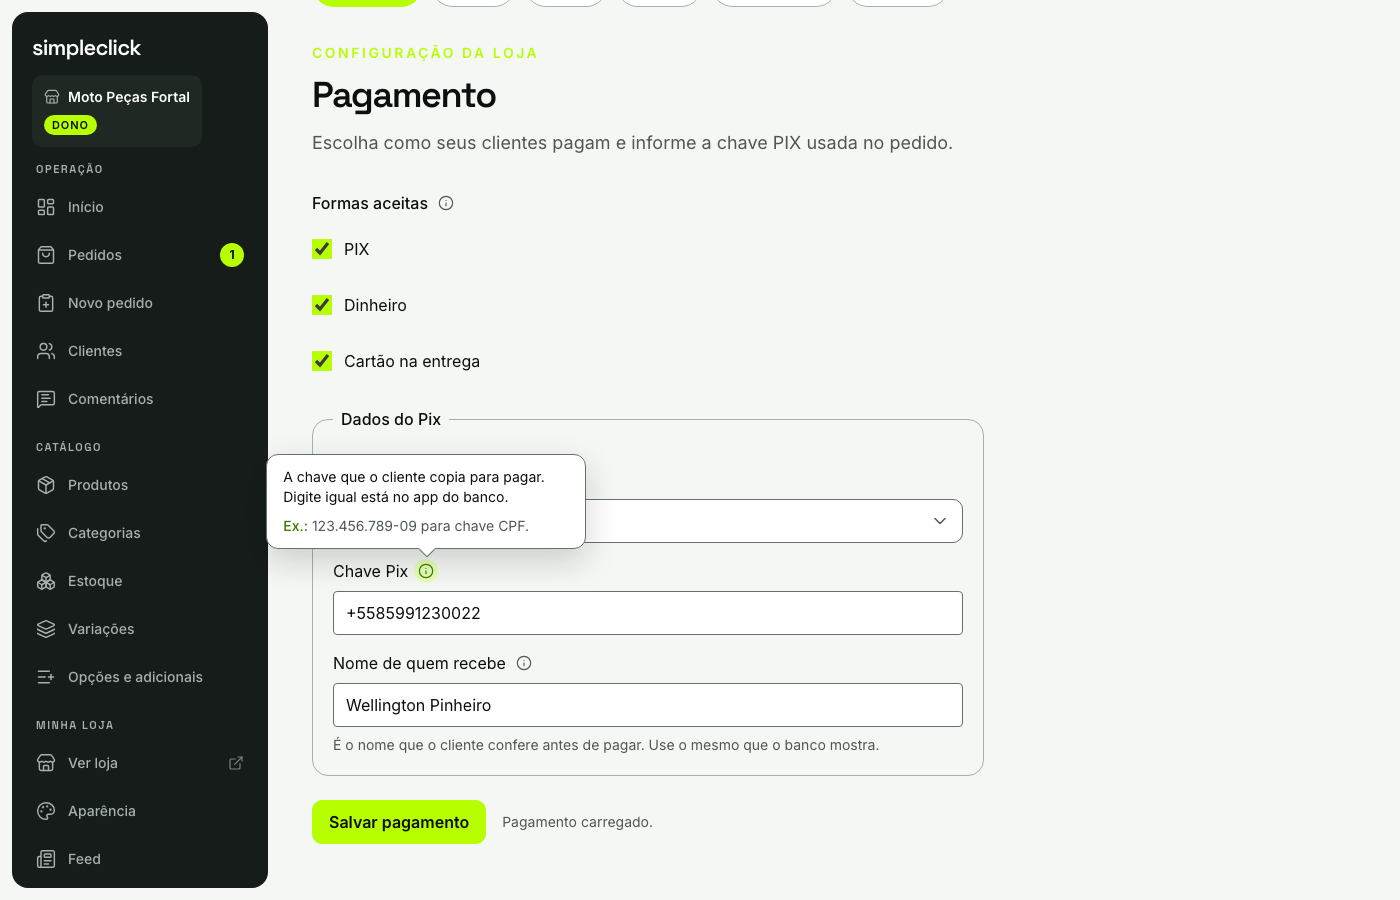 simpleclick
Moto Peças Fortal
DONO
OPERAÇÃO
Início
Pedidos
1
Novo pedido
Clientes
Comentários
CATÁLOGO
Produtos
Categorias
Estoque
Variações
Opções e adicionais
MINHA LOJA
Ver loja
Aparência
Feed
CONFIGURAÇÃO DA LOJA
Pagamento
Escolha como seus clientes pagam e informe a chave PIX usada no pedido.
Formas aceitas
PIX
Dinheiro
Cartão na entrega
Dados do Pix
A chave que o cliente copia para pagar.
Digite igual está no app do banco.
Ex.: 123.456.789-09 para chave CPF.
Chave Pix
+5585991230022
Nome de quem recebe
Wellington Pinheiro
É o nome que o cliente confere antes de pagar. Use o mesmo que o banco mostra.
Salvar pagamento
Pagamento carregado.